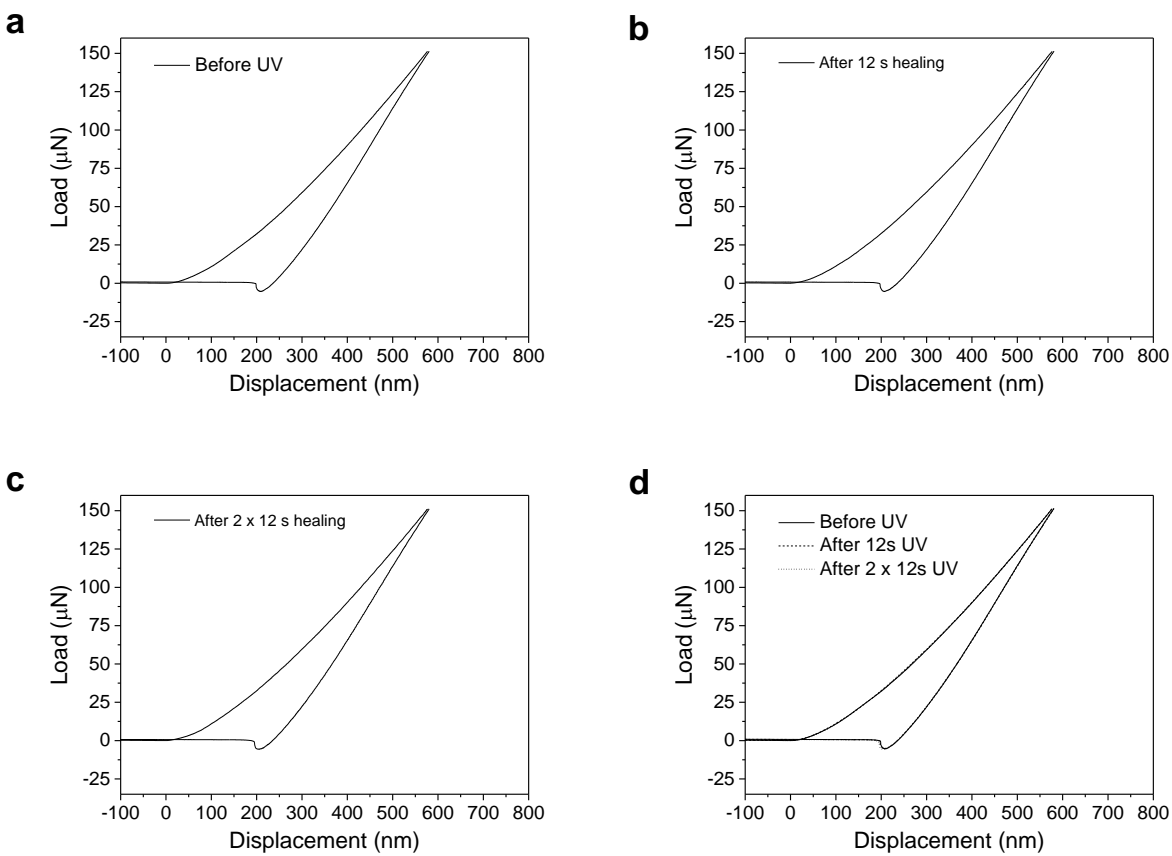 a
Before UV
150
125
100
75
50
25
0
-25
Load (μN)
-100 0 100 200 300 400 500 600 700 800
Displacement (nm)
b
After 12 s healing
150
125
100
75
50
25
0
-25
Load (μN)
-100 0 100 200 300 400 500 600 700 800
Displacement (nm)
c
After 2 x 12 s healing
150
125
100
75
50
25
0
-25
Load (μN)
-100 0 100 200 300 400 500 600 700 800
Displacement (nm)
d
Before UV
After 12s UV
After 2 x 12s UV
150
125
100
75
50
25
0
-25
Load (μN)
-100 0 100 200 300 400 500 600 700 800
Displacement (nm)